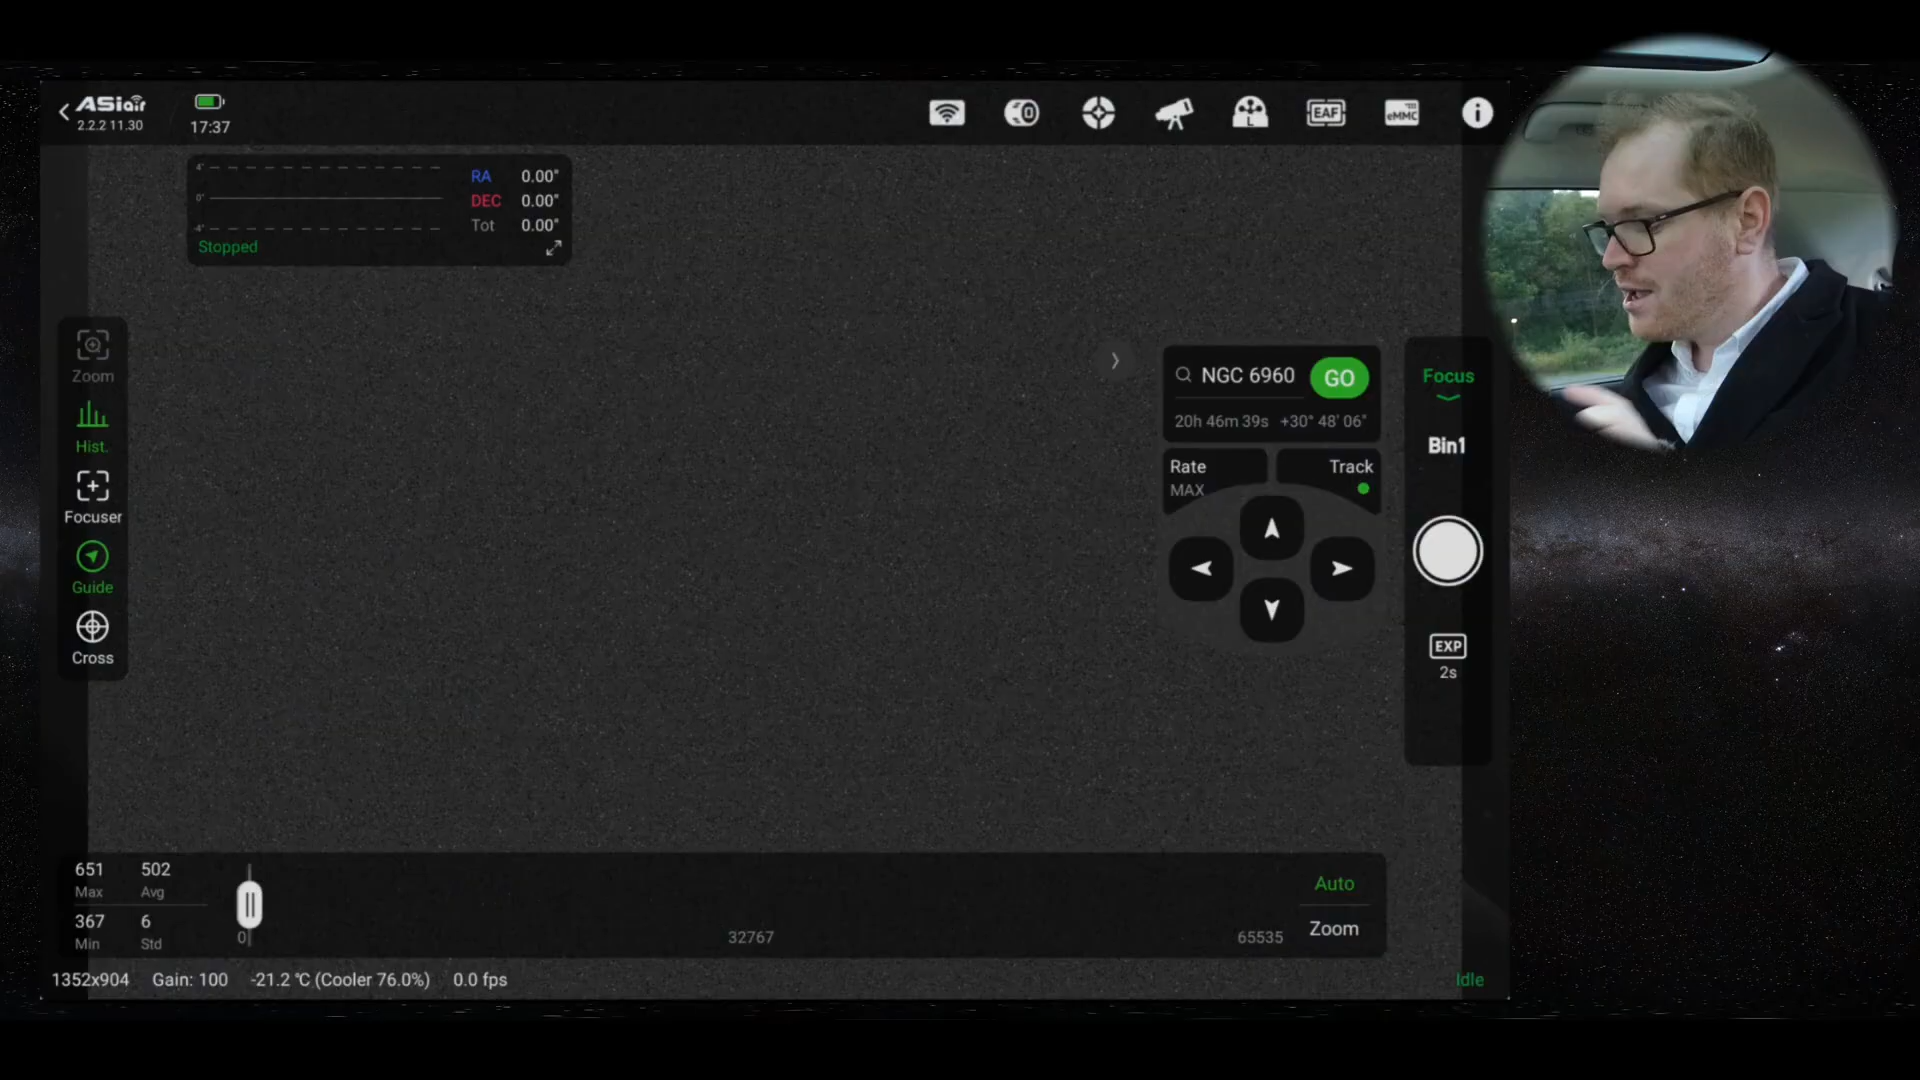 ASiair
2.2.2 11.30
17:37
EAF
eMMC
L
4"
0"
-4"
RA 0.00"
DEC 0.00"
Tot 0.00"
Stopped
Zoom
Hist.
Focuser
Guide
Cross
NGC 6960
GO
20h 46m 39s +30° 48' 06"
Rate
MAX
Track
Focus
Bin1
EXP
2s
651 502
Max Avg
367 6
Min Std
0
32767
65535
Auto
Zoom
1352x904 Gain: 100 -21.2 ℃ (Cooler 76.0%) 0.0 fps
Idle